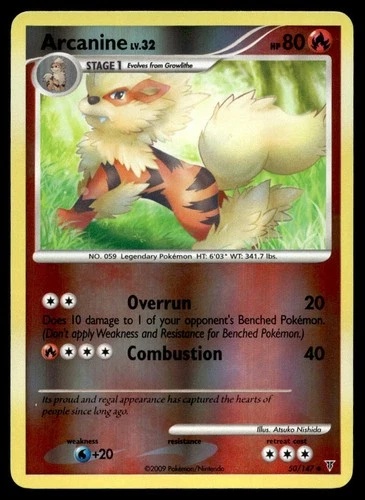 Arcanine LV.32 HP 80
STAGE 1 Evolves from Growlithe
NO. 059 Legendary Pokémon HT: 6'03" WT: 341.7 lbs.
Overrun 20
Does 10 damage to 1 of your opponent's Benched Pokémon.
(Don't apply Weakness and Resistance for Benched Pokémon.)
Combustion 40
Its proud and regal appearance has captured the hearts of
people since long ago.
Illus. Atsuko Nishida
weakness resistance retreat cost
+20
©2009 Pokémon/Nintendo 50/147